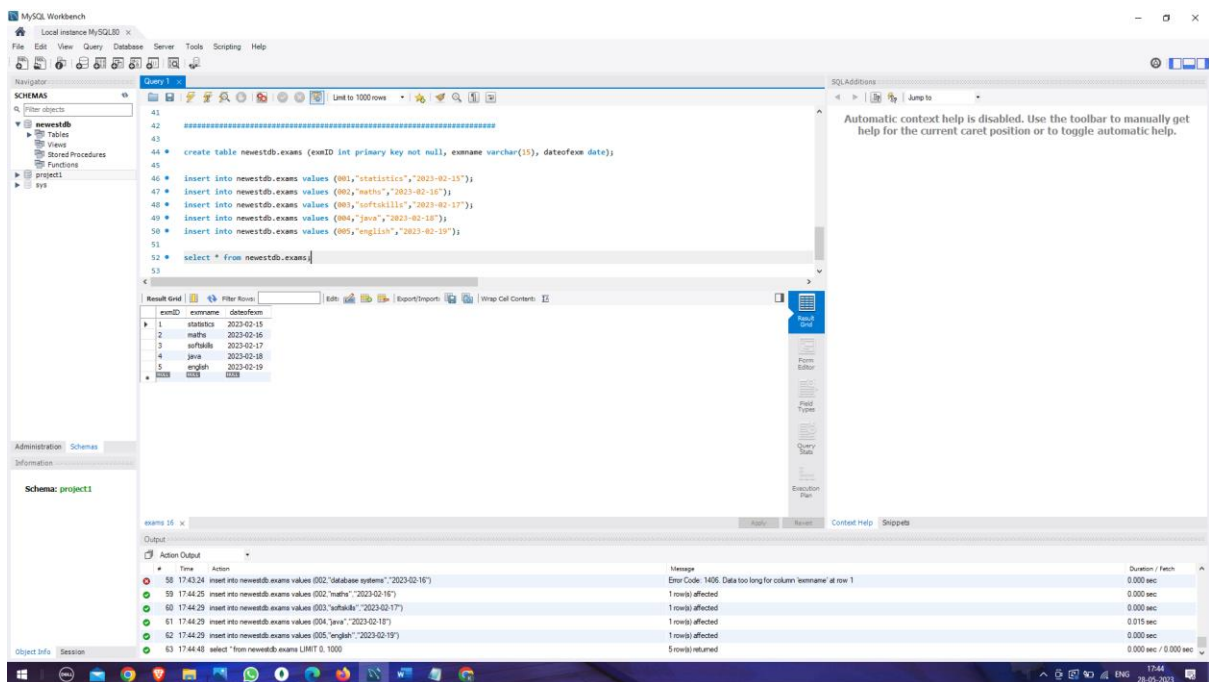 MySQL Workbench
Local instance MySQL80 ×
File Edit View Query Database Server Tools Scripting Help
Navigator
SCHEMAS
Filter objects
newestdb
Tables
Views
Stored Procedures
Functions
project1
sys
Administration Schemas
Information
Schema: project1
Object Info Session
Query 1 ×
Limit to 1000 rows
41
42 ########################################################################
43
44 create table newestdb.exams (exmID int primary key not null, exmname varchar(15), dateofexm date);
45
46 insert into newestdb.exams values (001,"statistics","2023-02-15");
47 insert into newestdb.exams values (002,"maths","2023-02-16");
48 insert into newestdb.exams values (003,"softskills","2023-02-17");
49 insert into newestdb.exams values (004,"java","2023-02-18");
50 insert into newestdb.exams values (005,"english","2023-02-19");
51
52 select * from newestdb.exams;
53
Result Grid Filter Rows: Edit: Export/Import: Wrap Cell Content:
exmID exmname dateofexm
1 statistics 2023-02-15
2 maths 2023-02-16
3 softskills 2023-02-17
4 java 2023-02-18
5 english 2023-02-19
NULL NULL NULL
Result
Grid
Form
Editor
Field
Types
Query
Stats
Execution
Plan
exams 16 ×
Apply Revert
SQLAdditions
Jump to
Automatic context help is disabled. Use the toolbar to manually get
help for the current caret position or to toggle automatic help.
Context Help Snippets
Output
Action Output
# Time Action Message Duration / Fetch
58 17:43:24 insert into newestdb.exams values (002,"database systems","2023-02-16") Error Code: 1406. Data too long for column 'exmname' at row 1 0.000 sec
59 17:44:25 insert into newestdb.exams values (002,"maths","2023-02-16") 1 row(s) affected 0.000 sec
60 17:44:29 insert into newestdb.exams values (003,"softskills","2023-02-17") 1 row(s) affected 0.000 sec
61 17:44:29 insert into newestdb.exams values (004,"java","2023-02-18") 1 row(s) affected 0.015 sec
62 17:44:29 insert into newestdb.exams values (005,"english","2023-02-19") 1 row(s) affected 0.000 sec
63 17:44:48 select * from newestdb.exams LIMIT 0, 1000 5 row(s) returned 0.000 sec / 0.000 sec
ENG
17:44
28-05-2023